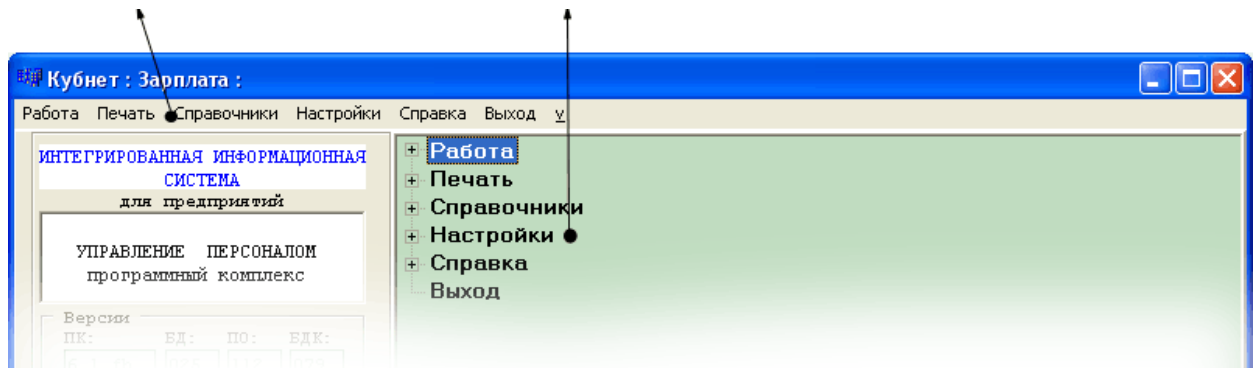 Кубнет : Зарплата :
Работа Печать Справочники Настройки Справка Выход v
ИНТЕГРИРОВАННАЯ ИНФОРМАЦИОННАЯ
СИСТЕМА
для предприятий
УПРАВЛЕНИЕ ПЕРСОНАЛОМ
программный комплекс
Версии
ПК: БД: ПО: БДК:
Работа
Печать
Справочники
Настройки
Справка
Выход